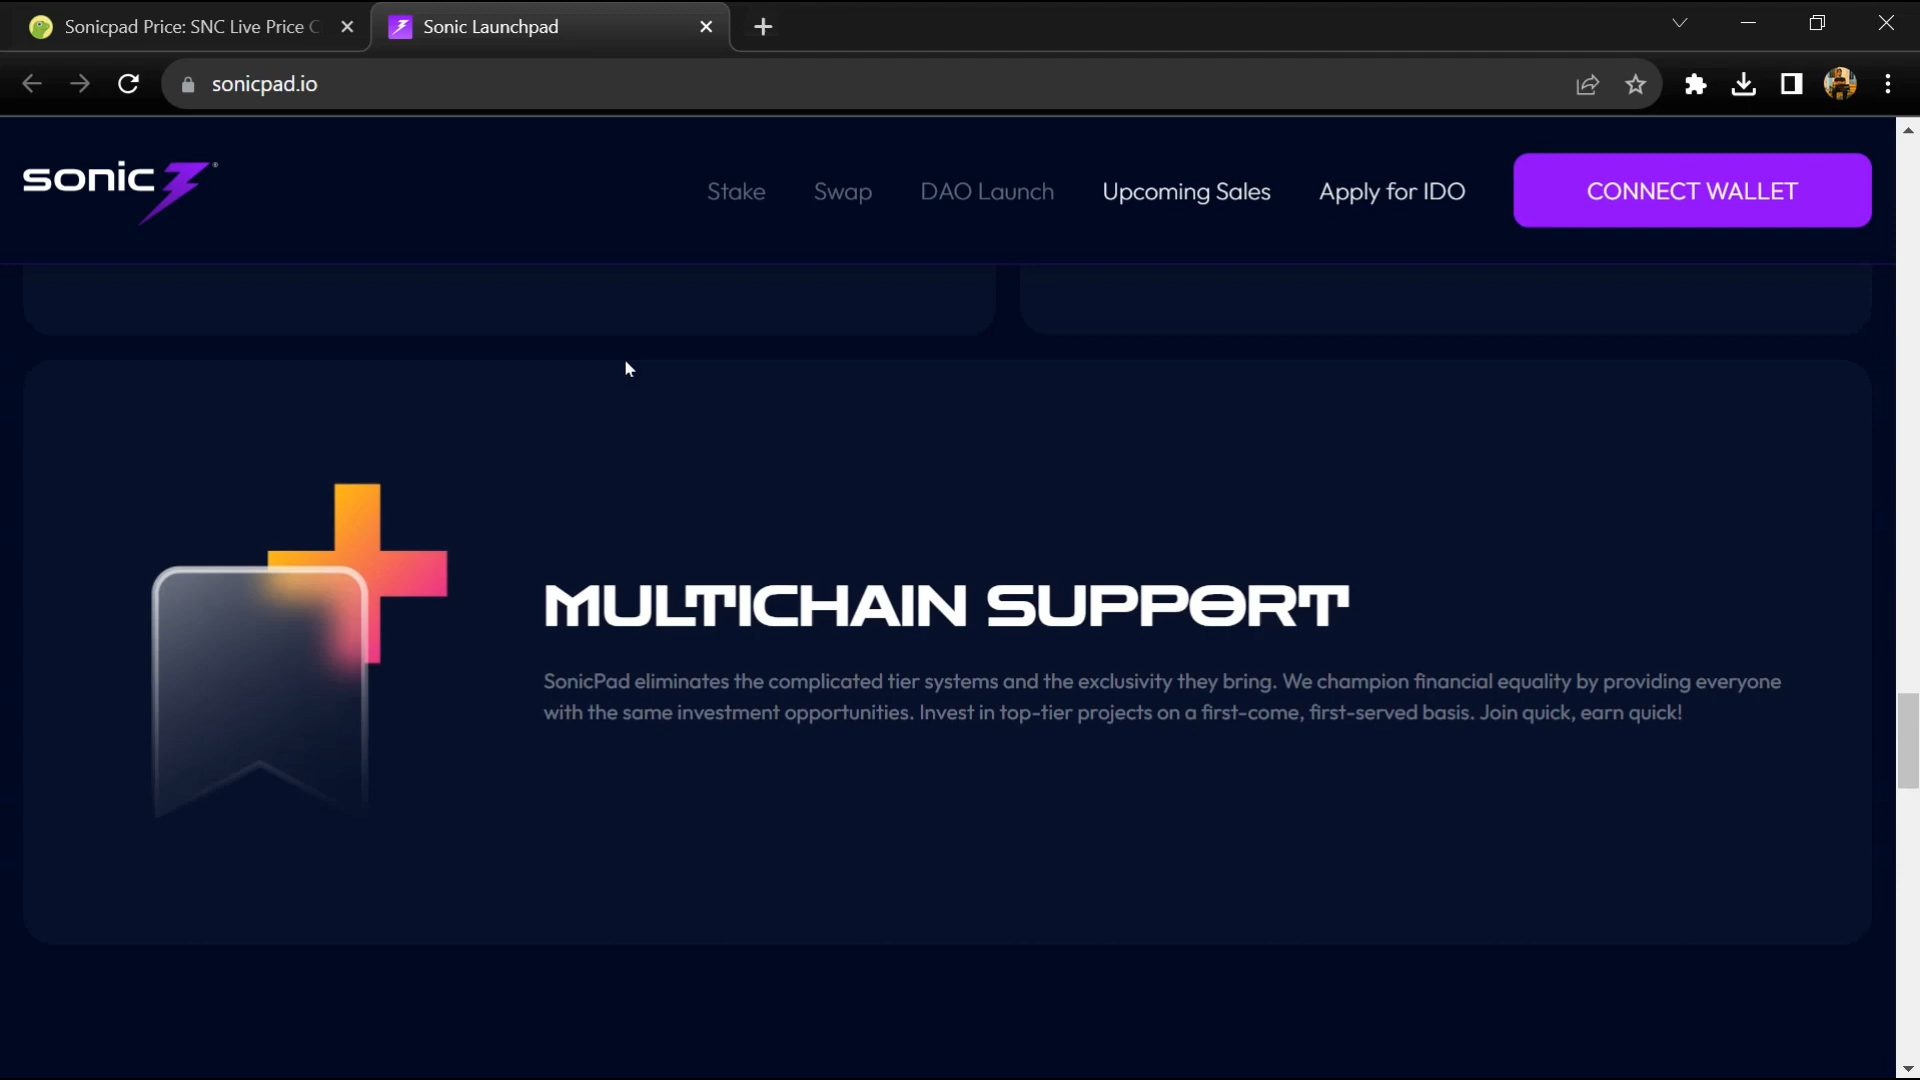 Sonicpad Price: SNC Live Price C
Sonic Launchpad
sonicpad.io
sonic
Stake
Swap
DAO Launch
Upcoming Sales
Apply for IDO
CONNECT WALLET
MULTICHAIN SUPPORT
SonicPad eliminates the complicated tier systems and the exclusivity they bring. We champion financial equality by providing everyone
with the same investment opportunities. Invest in top-tier projects on a first-come, first-served basis. Join quick, earn quick!